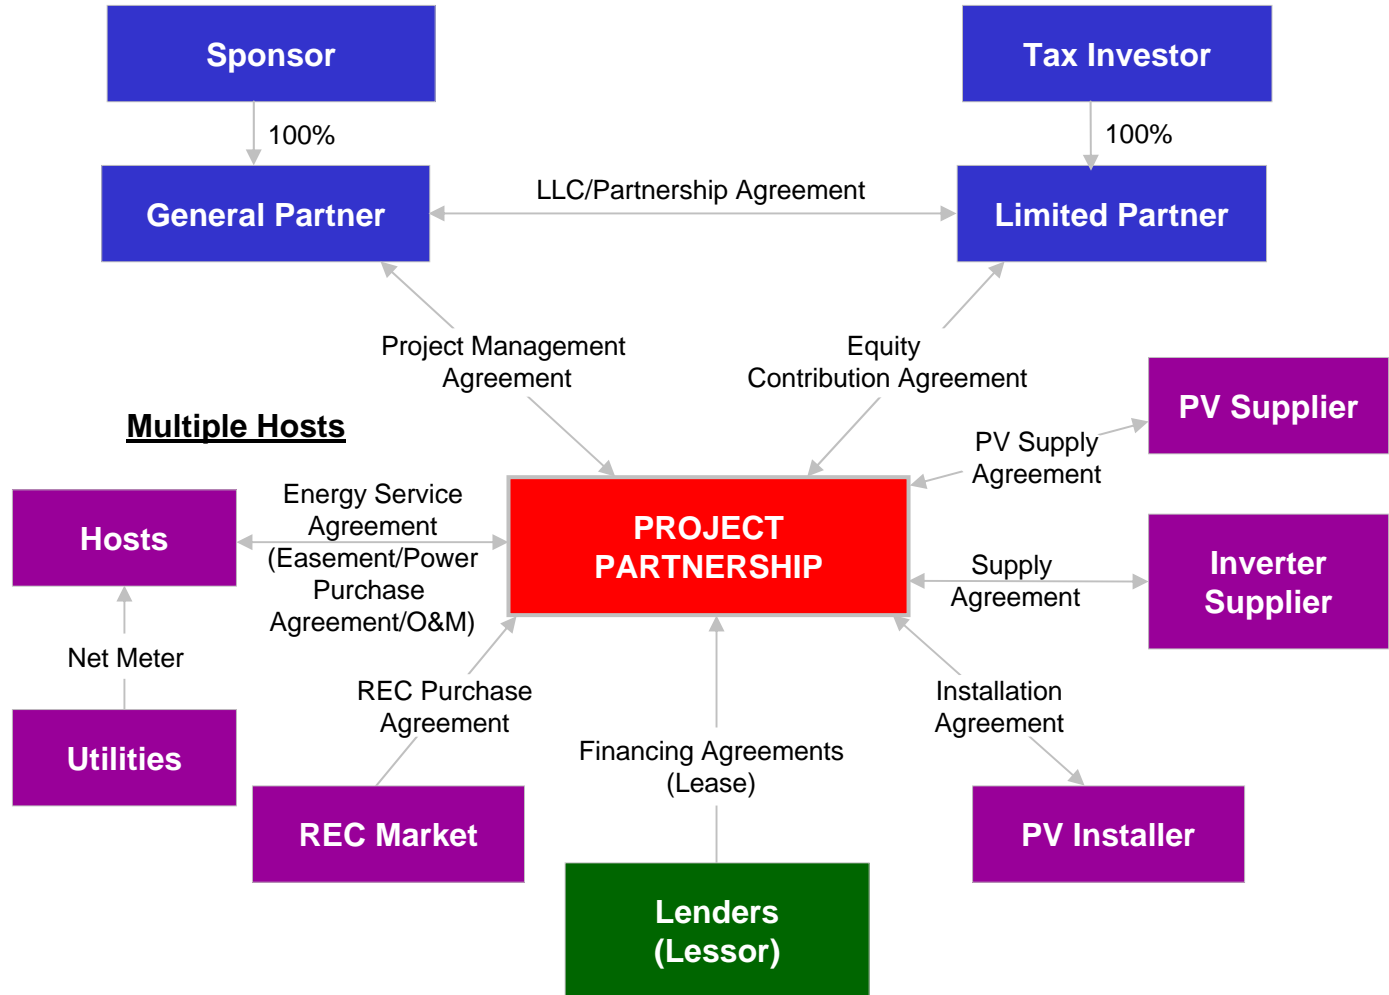 Sponsor
Tax Investor
100%
100%
General Partner
LLC/Partnership Agreement
Limited Partner
Project Management
Agreement
Equity
Contribution Agreement
Multiple Hosts
PV Supplier
PV Supply
Agreement
Hosts
Energy Service
Agreement
(Easement/Power
Purchase
Agreement/O&M)
PROJECT
PARTNERSHIP
Supply
Agreement
Inverter
Supplier
Net Meter
REC Purchase
Agreement
Installation
Agreement
Utilities
Financing Agreements
(Lease)
REC Market
PV Installer
Lenders
(Lessor)